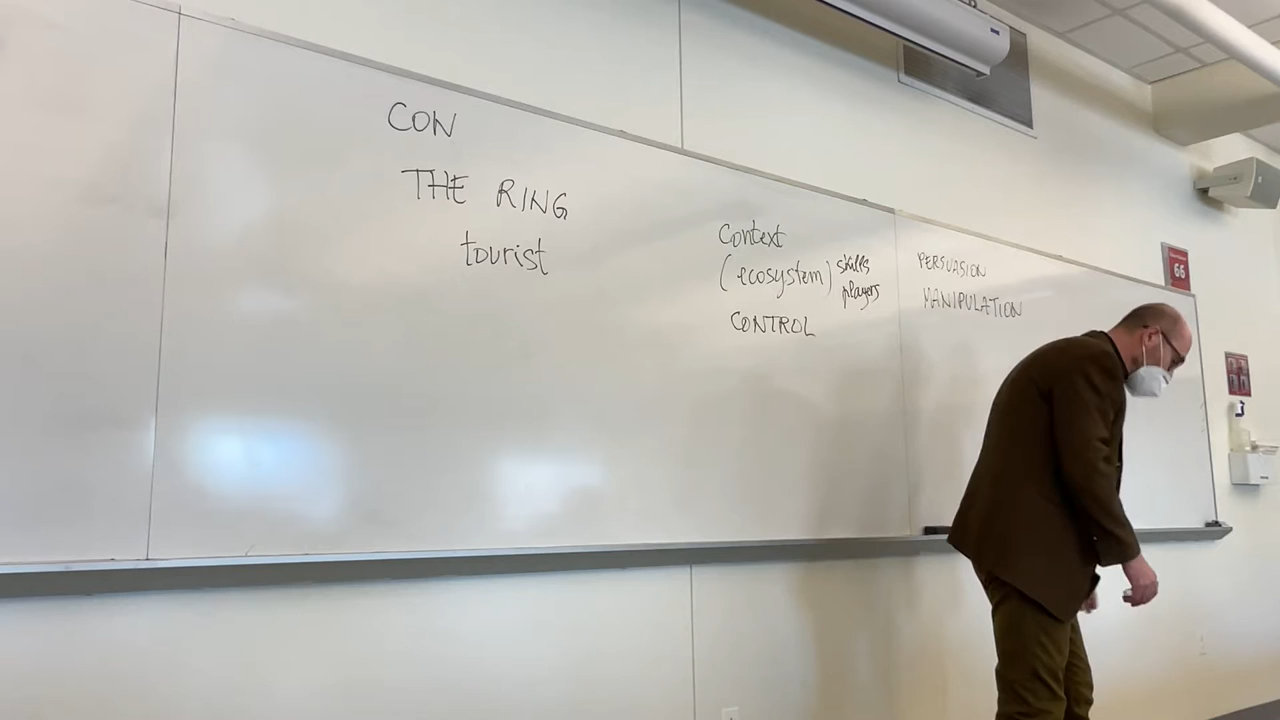 CON
THE RING
tourist
Context
(ecosystem) skills
players
CONTROL
PERSUASION
MANIPULATION
66